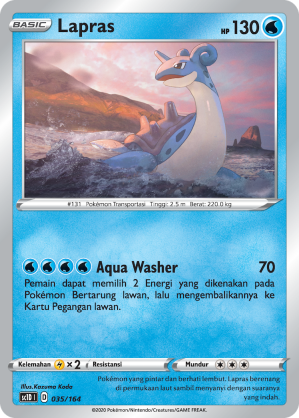 BASIC Lapras HP 130
#131 Pokémon Transportasi Tinggi: 2.5 m Berat: 220.0 kg
Aqua Washer 70
Pemain dapat memilih 2 Energi yang dikenakan pada
Pokémon Bertarung lawan, lalu mengembalikannya ke
Kartu Pegangan lawan.
Kelemahan ×2 Resistansi Mundur
Illus. Kazuma Koda
sc1D I D 035/164
Pokémon yang pintar dan berhati lembut. Lapras berenang
di permukaan laut sambil menyanyi dengan suaranya
yang indah.
©2020 Pokémon/Nintendo/Creatures/GAME FREAK.